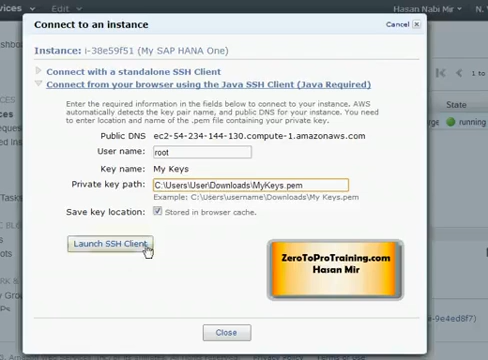 vices
Edit
Hasan Nabi Mir
N. V
Connect to an instance
Cancel
Instance: i-38e59f51 (My SAP HANA One)
Connect with a standalone SSH Client
Connect from your browser using the Java SSH Client (Java Required)
Enter the required information in the fields below to connect to your instance. AWS
automatically detects the key pair name, and public DNS for your instance. You
need to enter location and name of the .pem file containing your private key.
Public DNS ec2-54-234-144-130.compute-1.amazonaws.com
User name: root
Key name: My Keys
Private key path: C:\Users\User\Downloads\MyKeys.pem
Example: C:\Users\username\Downloads\My Keys.pem
Save key location: Stored in browser cache.
Launch SSH Client
ZeroToProTraining.com
Hasan Mir
Close
1 to
State
running
-9e4ed8f7)